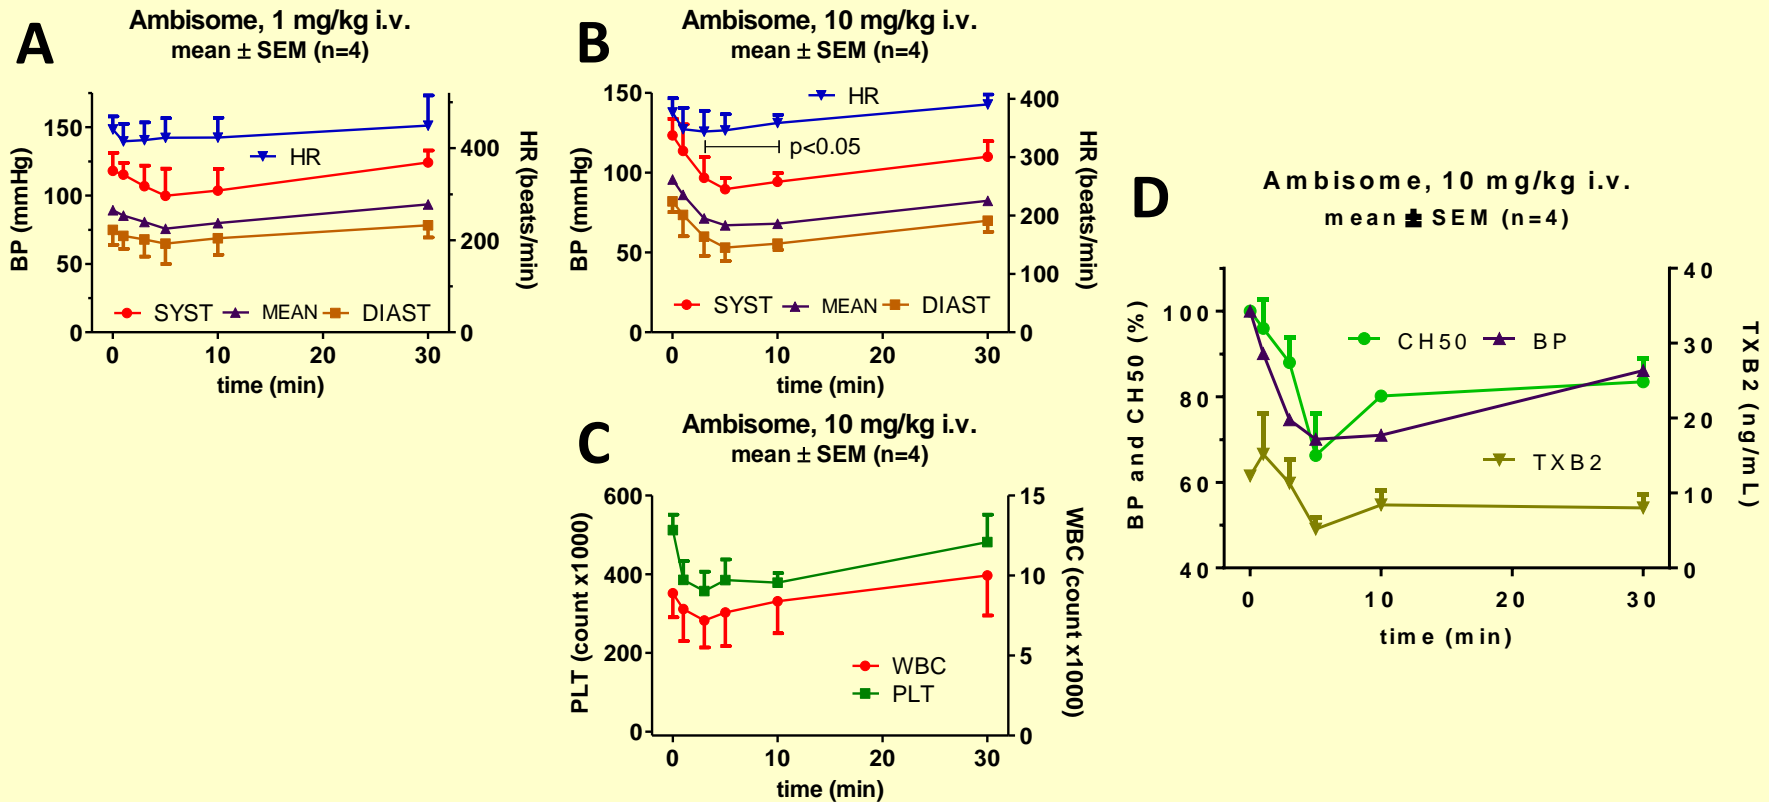 A
Ambisome, 1 mg/kg i.v.
mean ± SEM (n=4)
BP (mmHg)
150
100
50
0
HR
SYST MEAN DIAST
400
200
0
HR (beats/min)
0 10 20 30
time (min)
B
Ambisome, 10 mg/kg i.v.
mean ± SEM (n=4)
BP (mmHg)
150
100
50
0
HR
p<0.05
SYST MEAN DIAST
400
300
200
100
0
HR (beats/min)
0 10 20 30
time (min)
C
Ambisome, 10 mg/kg i.v.
mean ± SEM (n=4)
PLT (count x1000)
600
400
200
0
WBC
PLT
15
10
5
0
WBC (count x1000)
0 10 20 30
time (min)
D
Ambisome, 10 mg/kg i.v.
mean ± SEM (n=4)
BP and CH50 (%)
100
80
60
40
CH50 BP
TXB2
40
30
20
10
0
TXB2 (ng/mL)
0 10 20 30
time (min)